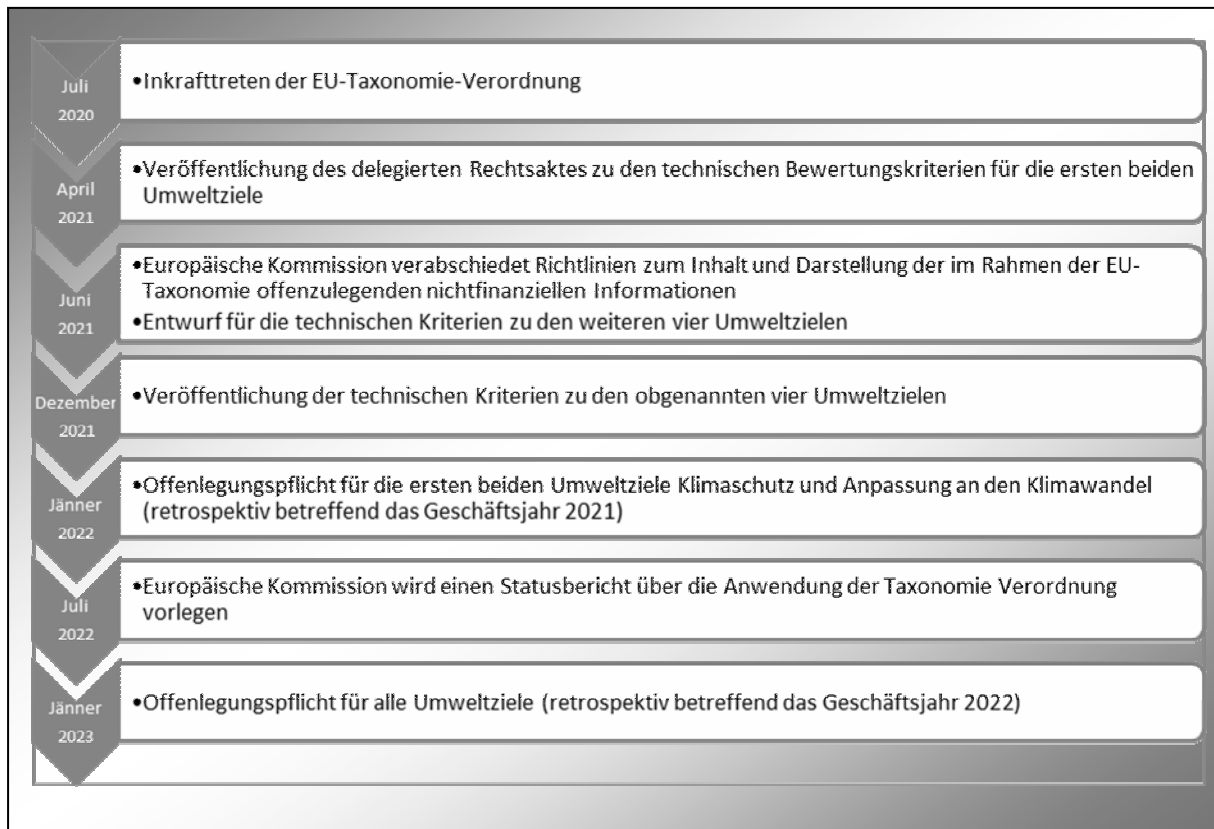 Juli
2020
•Inkrafttreten der EU-Taxonomie-Verordnung
April
2021
•Veröffentlichung des delegierten Rechtsaktes zu den technischen Bewertungskriterien für die ersten beiden
Umweltziele
Juni
2021
•Europäische Kommission verabschiedet Richtlinien zum Inhalt und Darstellung der im Rahmen der EU-
Taxonomie offenzulegenden nichtfinanziellen Informationen
•Entwurf für die technischen Kriterien zu den weiteren vier Umweltzielen
Dezember
2021
•Veröffentlichung der technischen Kriterien zu den obgenannten vier Umweltzielen
Jänner
2022
•Offenlegungspflicht für die ersten beiden Umweltziele Klimaschutz und Anpassung an den Klimawandel
(retrospektiv betreffend das Geschäftsjahr 2021)
Juli
2022
•Europäische Kommission wird einen Statusbericht über die Anwendung der Taxonomie Verordnung
vorlegen
Jänner
2023
•Offenlegungspflicht für alle Umweltziele (retrospektiv betreffend das Geschäftsjahr 2022)